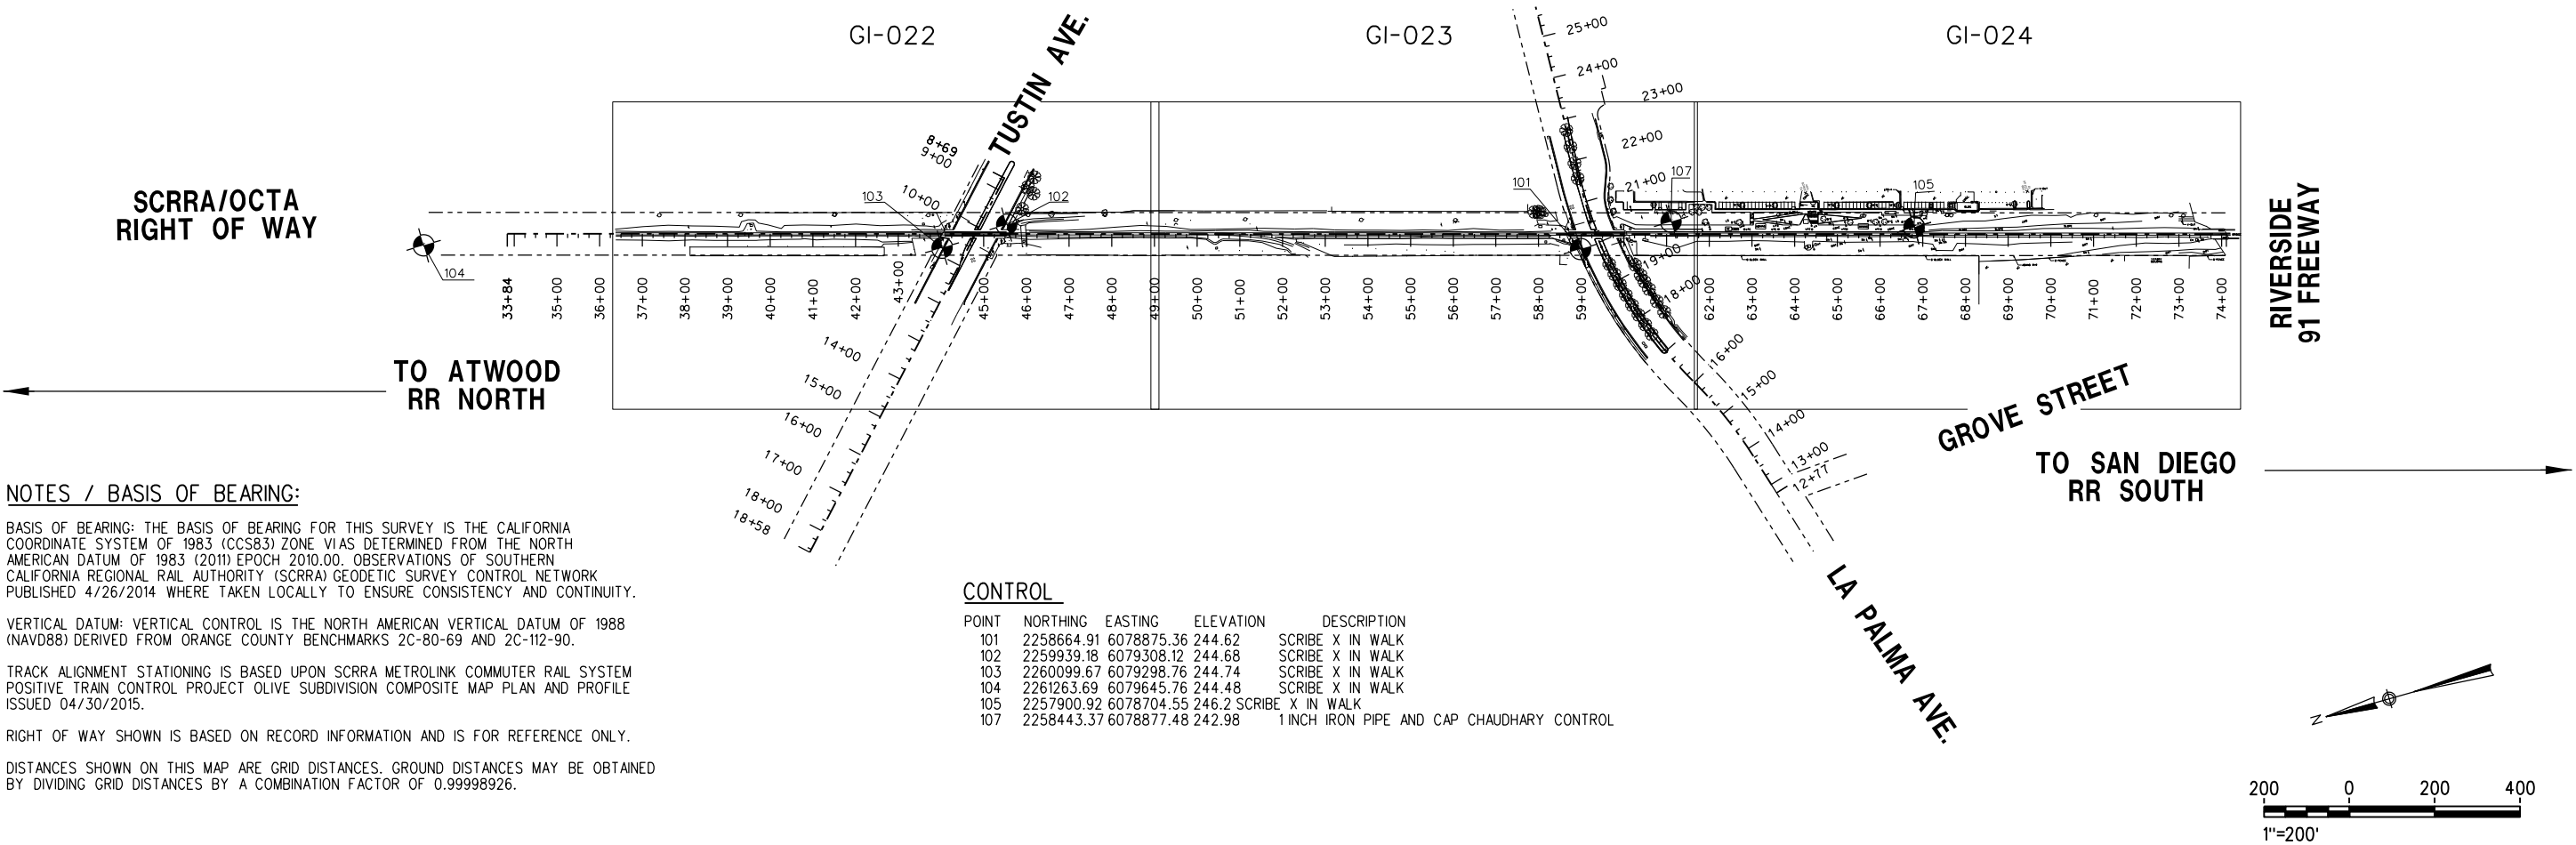 GI-022
GI-023
GI-024
TUSTIN AVE.
25+00
24+00
23+00
22+00
21+00
19+00
18+00
16+00
15+00
14+00
13+00
12+77
8+69
9+00
10+00
14+00
15+00
16+00
17+00
18+00
18+58
103
102
101
107
105
104
SCRRA/OCTA
RIGHT OF WAY
33+84
35+00
36+00
37+00
38+00
39+00
40+00
41+00
42+00
43+00
45+00
46+00
47+00
48+00
49+00
50+00
51+00
52+00
53+00
54+00
55+00
56+00
57+00
58+00
59+00
62+00
63+00
64+00
65+00
66+00
67+00
68+00
69+00
70+00
71+00
72+00
73+00
74+00
RIVERSIDE
91 FREEWAY
TO ATWOOD
RR NORTH
GROVE STREET
TO SAN DIEGO
RR SOUTH
LA PALMA AVE.
NOTES / BASIS OF BEARING:
BASIS OF BEARING: THE BASIS OF BEARING FOR THIS SURVEY IS THE CALIFORNIA
COORDINATE SYSTEM OF 1983 (CCS83) ZONE VI AS DETERMINED FROM THE NORTH
AMERICAN DATUM OF 1983 (2011) EPOCH 2010.00. OBSERVATIONS OF SOUTHERN
CALIFORNIA REGIONAL RAIL AUTHORITY (SCRRA) GEODETIC SURVEY CONTROL NETWORK
PUBLISHED 4/26/2014 WHERE TAKEN LOCALLY TO ENSURE CONSISTENCY AND CONTINUITY.
VERTICAL DATUM: VERTICAL CONTROL IS THE NORTH AMERICAN VERTICAL DATUM OF 1988
(NAVD88) DERIVED FROM ORANGE COUNTY BENCHMARKS 2C-80-69 AND 2C-112-90.
TRACK ALIGNMENT STATIONING IS BASED UPON SCRRA METROLINK COMMUTER RAIL SYSTEM
POSITIVE TRAIN CONTROL PROJECT OLIVE SUBDIVISION COMPOSITE MAP PLAN AND PROFILE
ISSUED 04/30/2015.
RIGHT OF WAY SHOWN IS BASED ON RECORD INFORMATION AND IS FOR REFERENCE ONLY.
DISTANCES SHOWN ON THIS MAP ARE GRID DISTANCES. GROUND DISTANCES MAY BE OBTAINED
BY DIVIDING GRID DISTANCES BY A COMBINATION FACTOR OF 0.99998926.
CONTROL
POINT NORTHING EASTING ELEVATION DESCRIPTION
101 2258664.91 6078875.36 244.62 SCRIBE X IN WALK
102 2259939.18 6079308.12 244.68 SCRIBE X IN WALK
103 2260099.67 6079298.76 244.74 SCRIBE X IN WALK
104 2261263.69 6079645.76 244.48 SCRIBE X IN WALK
105 2257900.92 6078704.55 246.2 SCRIBE X IN WALK
107 2258443.37 6078877.48 242.98 1 INCH IRON PIPE AND CAP CHAUDHARY CONTROL
N
200 0 200 400
1"=200'